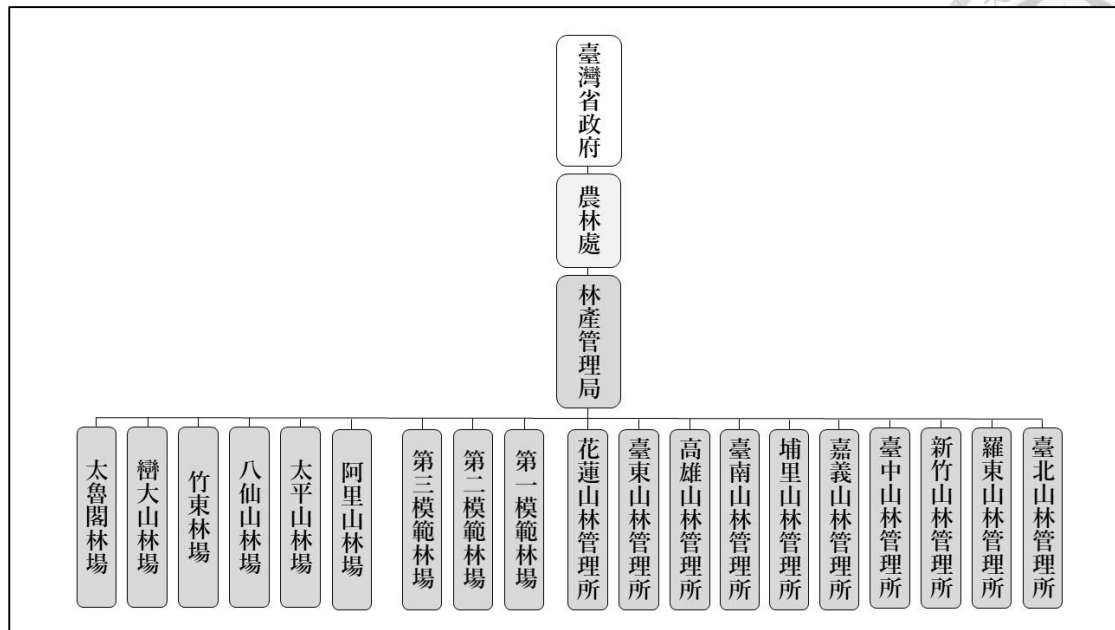 臺灣省政府
農林處
林產管理局
臺北山林管理所
羅東山林管理所
新竹山林管理所
臺中山林管理所
嘉義山林管理所
埔里山林管理所
臺南山林管理所
高雄山林管理所
臺東山林管理所
花蓮山林管理所
第一模範林場
第二模範林場
第三模範林場
阿里山林場
太平山林場
八仙山林場
竹東林場
巒大山林場
太魯閣林場